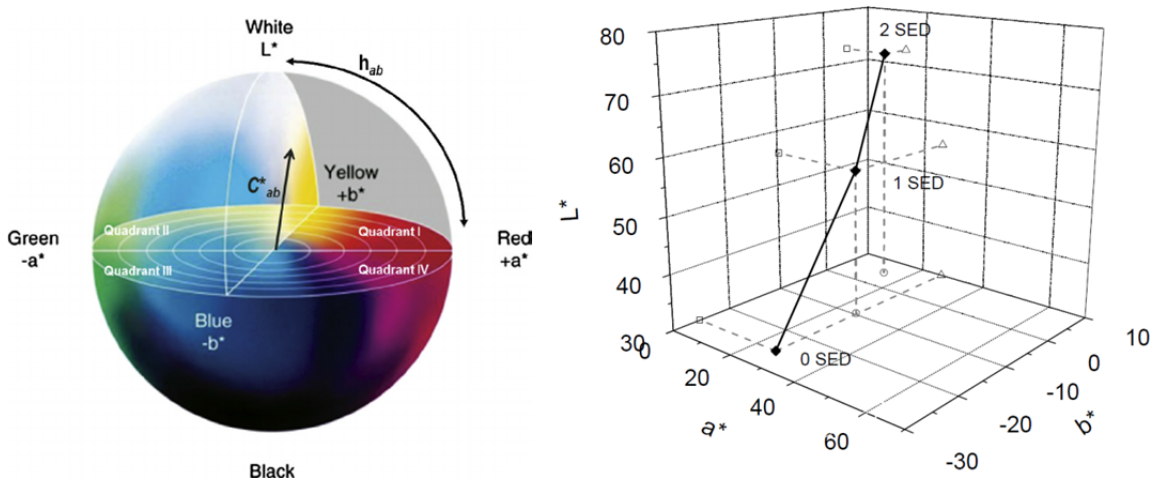 White
L*
h_ab
C*_ab
Yellow
+b*
Green
-a*
Quadrant II
Quadrant I
Red
+a*
Quadrant III
Quadrant IV
Blue
-b*
Black
80
70
60
50
40
30
L*
2 SED
1 SED
0 SED
0
20
40
60
a*
10
0
-10
-20
-30
b*